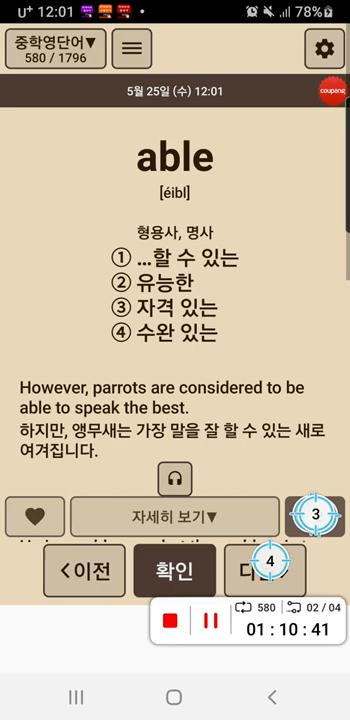 U⁺ 12:01
78%
중학영단어▼
580 / 1796
5월 25일 (수) 12:01
coupang
able
[éibl]
형용사, 명사
① ...할 수 있는
② 유능한
③ 자격 있는
④ 수완 있는
However, parrots are considered to be
able to speak the best.
하지만, 앵무새는 가장 말을 잘 할 수 있는 새로
여겨집니다.
자세히 보기▼
3
<이전
확인
4
580
02 / 04
01 : 10 : 41